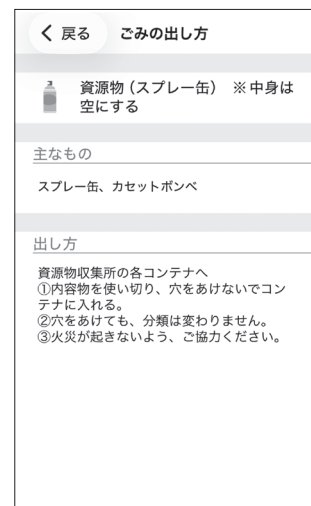 戻る ごみの出し方
資源物（スプレー缶） ※中身は
空にする
主なもの
スプレー缶、カセットボンベ
出し方
資源物収集所の各コンテナへ
①内容物を使い切り、穴をあけないでコン
テナに入れる。
②穴をあけても、分類は変わりません。
③火災が起きないよう、ご協力ください。